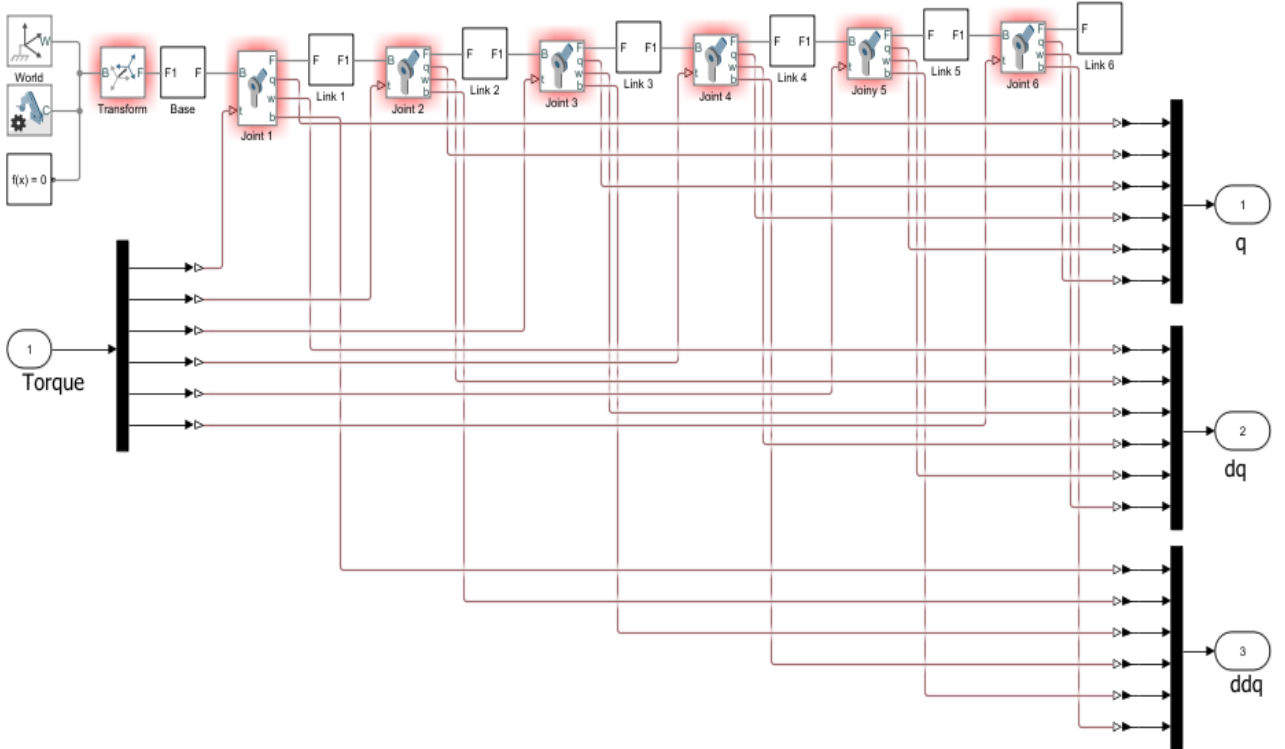 W
World
C
f(x) = 0
B F
Transform
F1 F
Base
B F
q
w
t b
Joint 1
F F1
Link 1
B F
q
t w
b
Joint 2
F F1
Link 2
B F
q
t w
b
Joint 3
F F1
Link 3
B F
q
t w
b
Joint 4
F F1
Link 4
B F
q
t w
b
Joiny 5
F F1
Link 5
B F
q
t w
b
Joint 6
F
Link 6
1
Torque
1
q
2
dq
3
ddq